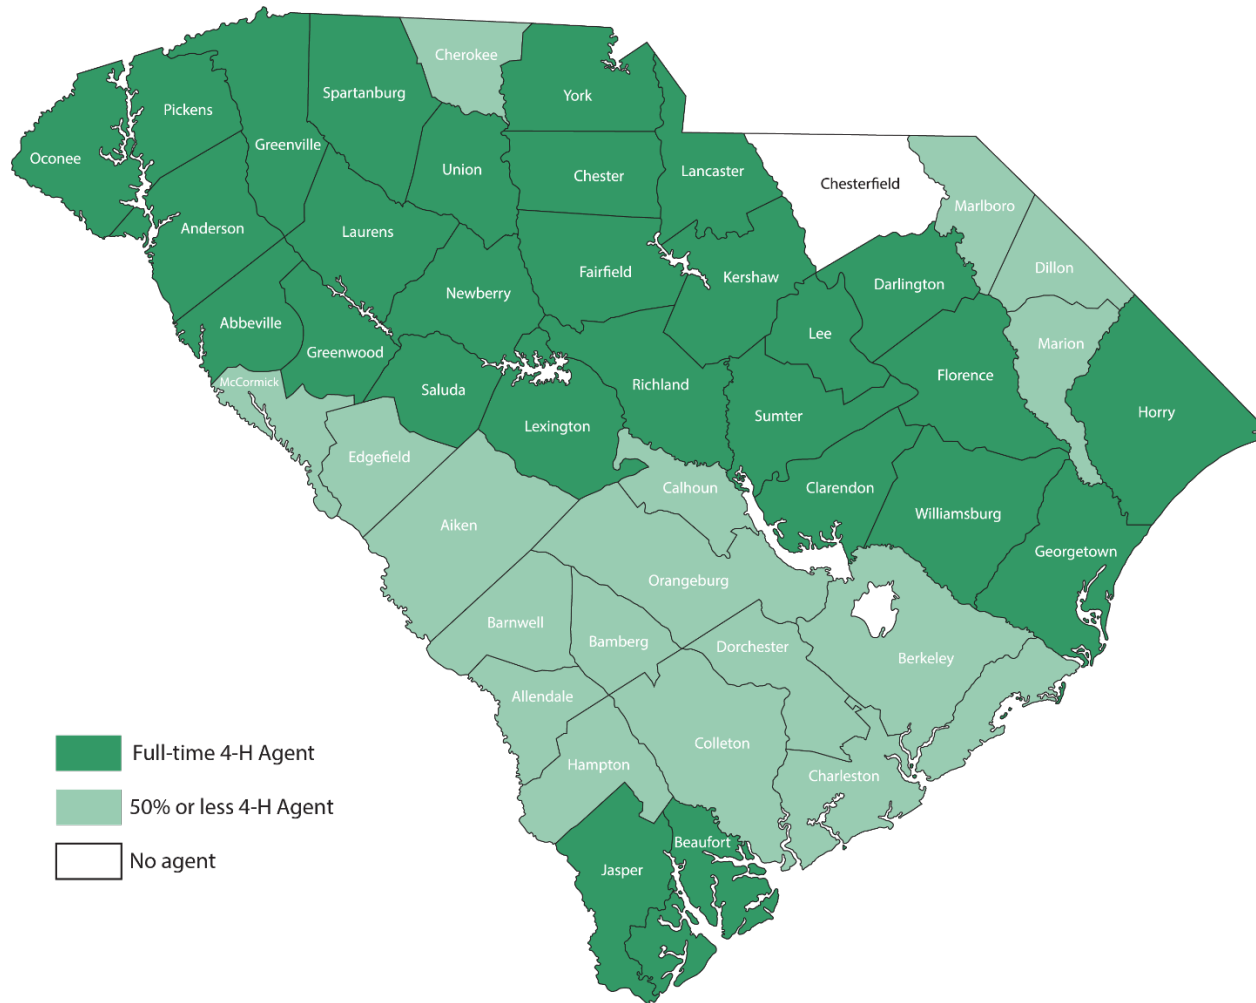 Cherokee
Spartanburg
York
Pickens
Greenville
Oconee
Union
Chester
Lancaster
Chesterfield
Marlboro
Anderson
Laurens
Fairfield
Kershaw
Dillon
Newberry
Darlington
Abbeville
Greenwood
Lee
Marion
McCormick
Saluda
Richland
Florence
Sumter
Horry
Lexington
Edgefield
Calhoun
Clarendon
Williamsburg
Aiken
Georgetown
Orangeburg
Barnwell
Bamberg
Dorchester
Berkeley
Allendale
Colleton
Hampton
Charleston
Beaufort
Jasper
Full-time 4-H Agent
50% or less 4-H Agent
No agent